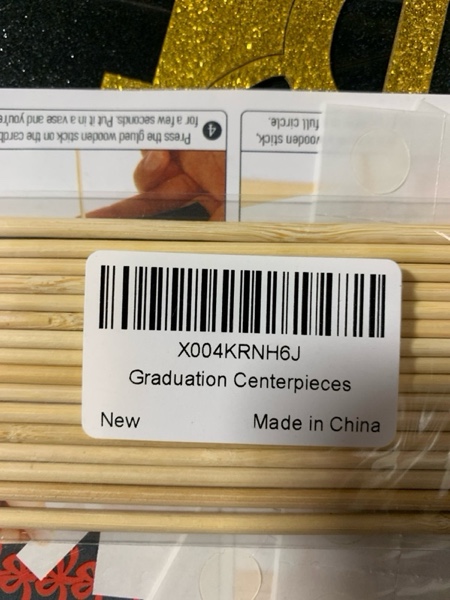 Press the glued wooden stick on the
for a few seconds. Put it in a vase and you're
4
wooden stick,
full circle.
X004KRNH6J
Graduation Centerpieces
New
Made in China